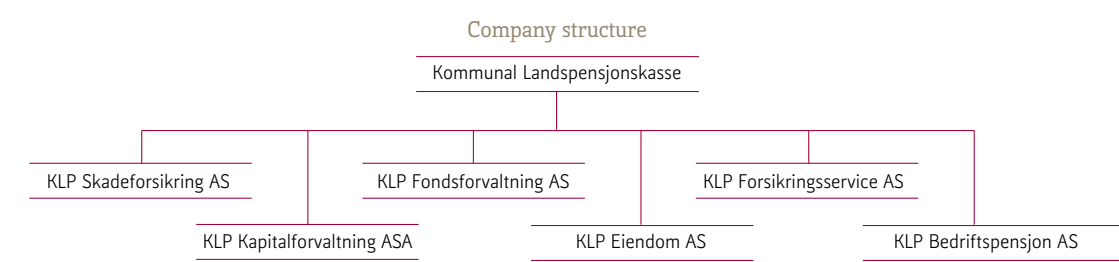 Company structure
Kommunal Landspensjonskasse
KLP Skadeforsikring AS
KLP Fondsforvaltning AS
KLP Forsikringsservice AS
KLP Kapitalforvaltning ASA
KLP Eiendom AS
KLP Bedriftspensjon AS